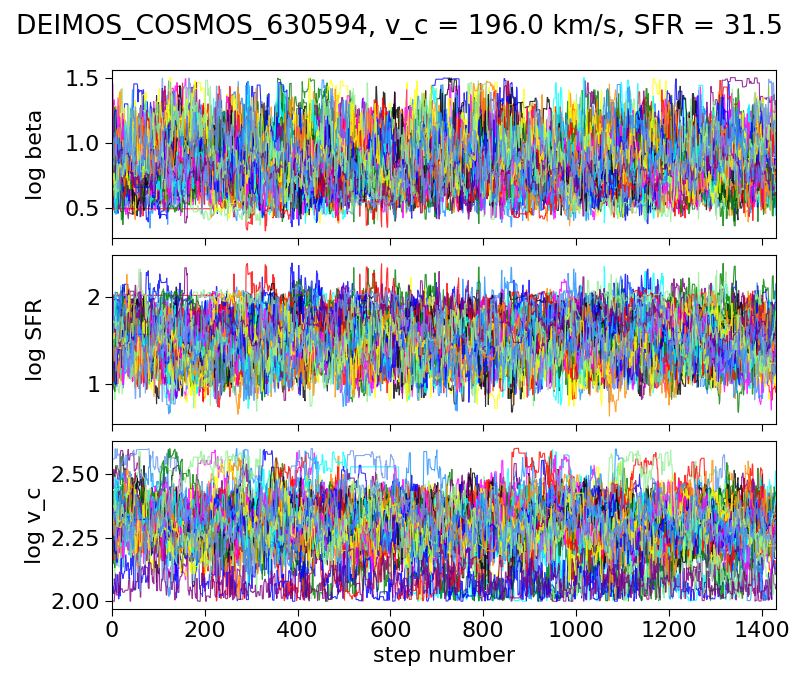 DEIMOS_COSMOS_630594, v_c = 196.0 km/s, SFR = 31.5
1.5
1.0
0.5
log beta
2
1
log SFR
2.50
2.25
2.00
log v_c
0 200 400 600 800 1000 1200 1400
step number